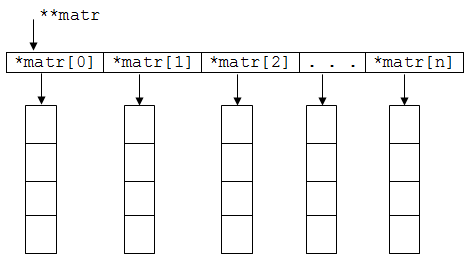 **matr
*matr[0] *matr[1] *matr[2] . . . *matr[n]